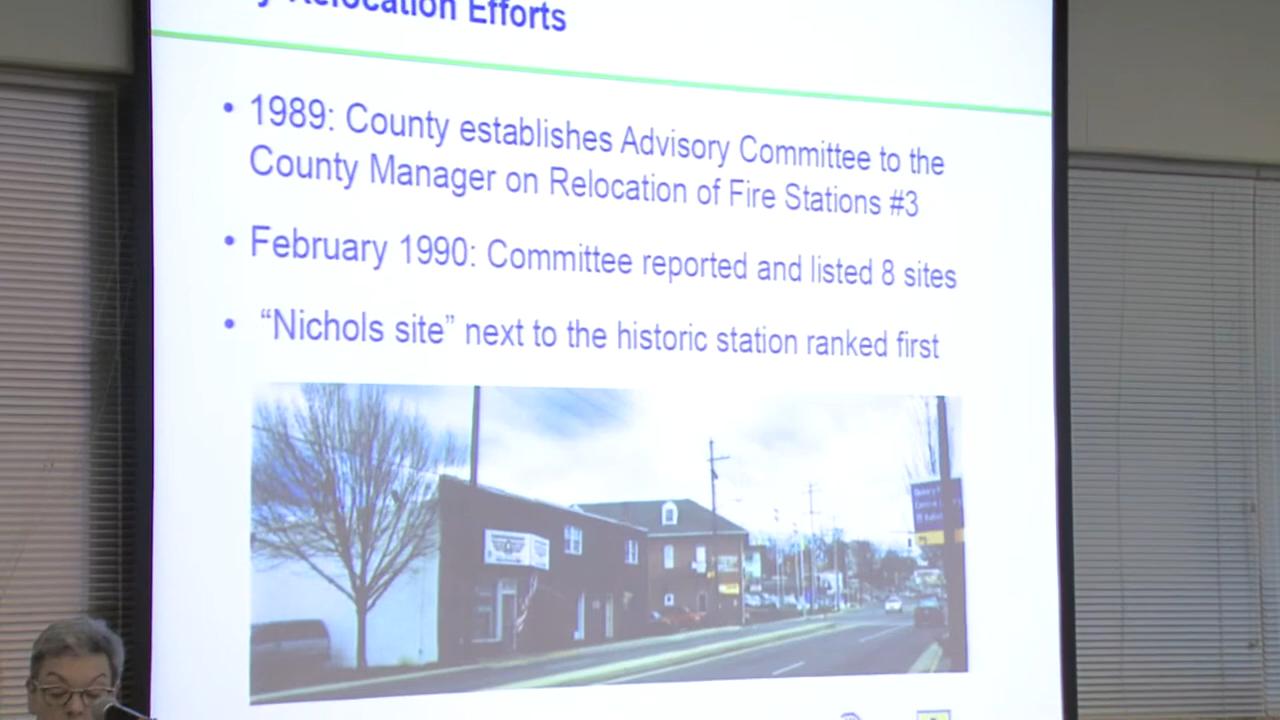 Relocation Efforts
• 1989: County establishes Advisory Committee to the
County Manager on Relocation of Fire Stations #3
• February 1990: Committee reported and listed 8 sites
• “Nichols site” next to the historic station ranked first